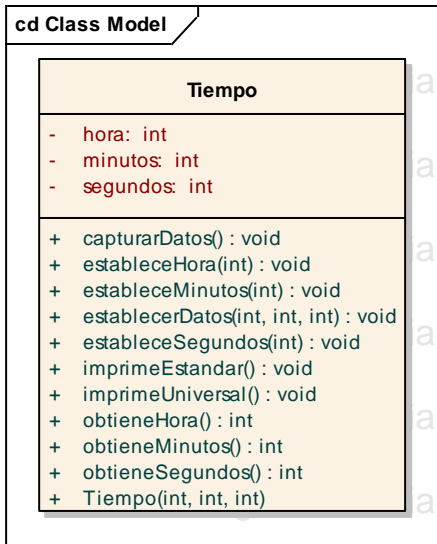 cd Class Model
Tiempo
- hora: int
- minutos: int
- segundos: int
+ capturarDatos() : void
+ estableceHora(int) : void
+ estableceMinutos(int) : void
+ establecerDatos(int, int, int) : void
+ estableceSegundos(int) : void
+ imprimeEstandar() : void
+ imprimeUniversal() : void
+ obtieneHora() : int
+ obtieneMinutos() : int
+ obtieneSegundos() : int
+ Tiempo(int, int, int)